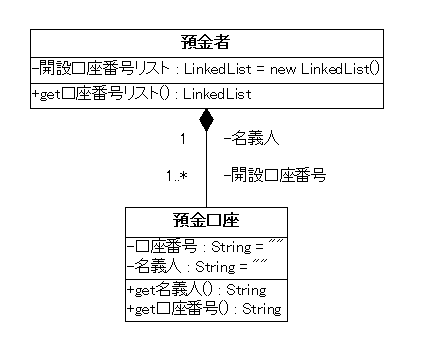 預金者
-開設口座番号リスト : LinkedList = new LinkedList()
+get口座番号リスト() : LinkedList
1 -名義人
1..* -開設口座番号
預金口座
-口座番号 : String = ""
-名義人 : String = ""
+get名義人() : String
+get口座番号() : String